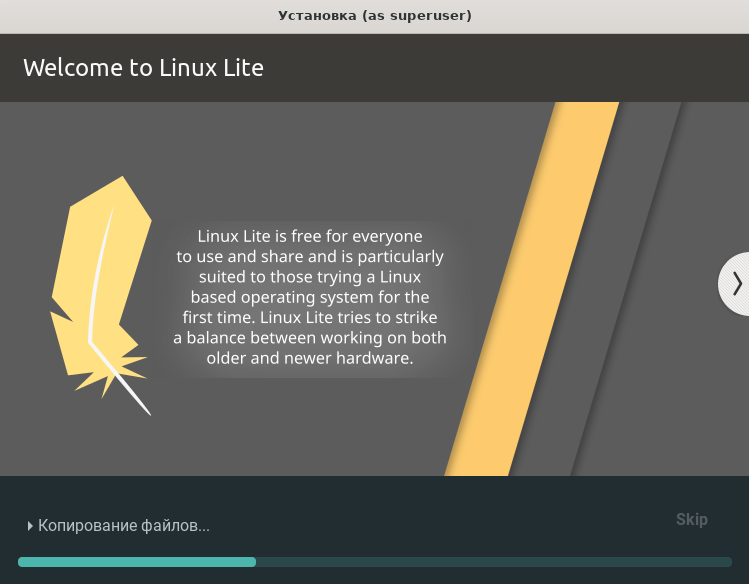 Установка (as superuser)
Welcome to Linux Lite
Linux Lite is free for everyone
to use and share and is particularly
suited to those trying a Linux
based operating system for the
first time. Linux Lite tries to strike
a balance between working on both
older and newer hardware.
Копирование файлов...
Skip